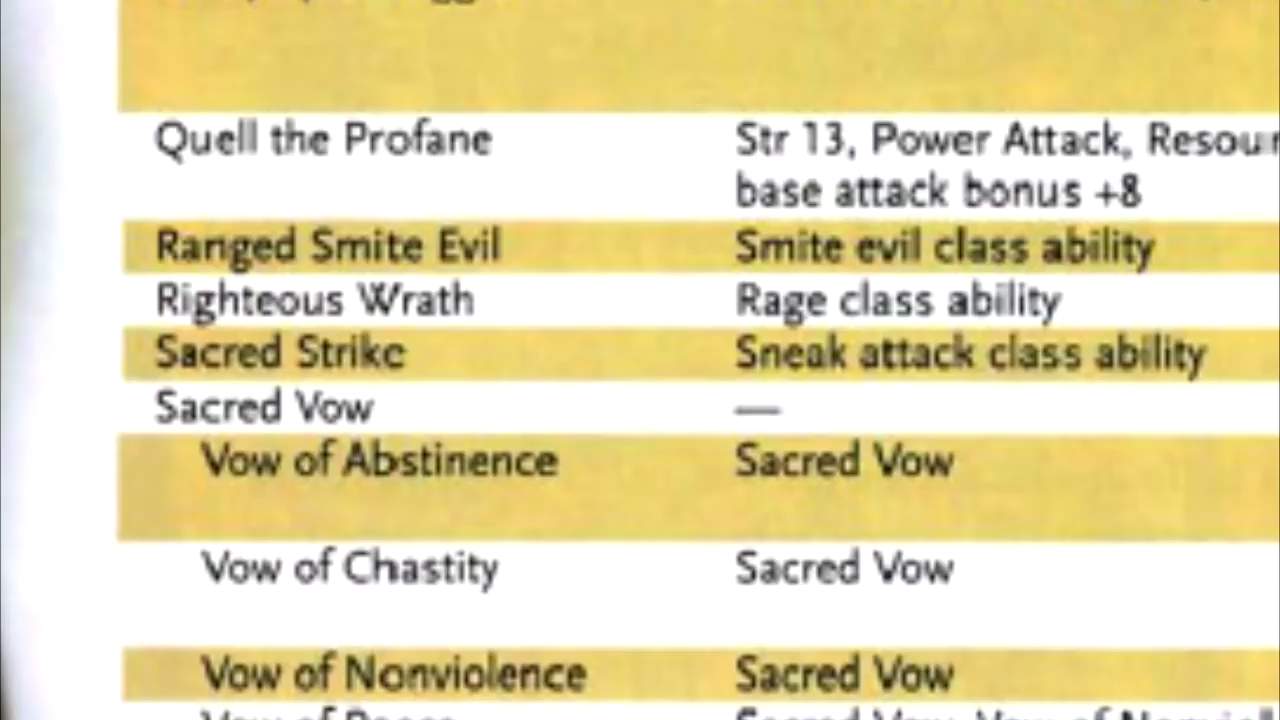 Quell the Profane Str 13, Power Attack,
base attack bonus +8
Ranged Smite Evil Smite evil class ability
Righteous Wrath Rage class ability
Sacred Strike Sneak attack class ability
Sacred Vow —
Vow of Abstinence Sacred Vow
Vow of Chastity Sacred Vow
Vow of Nonviolence Sacred Vow